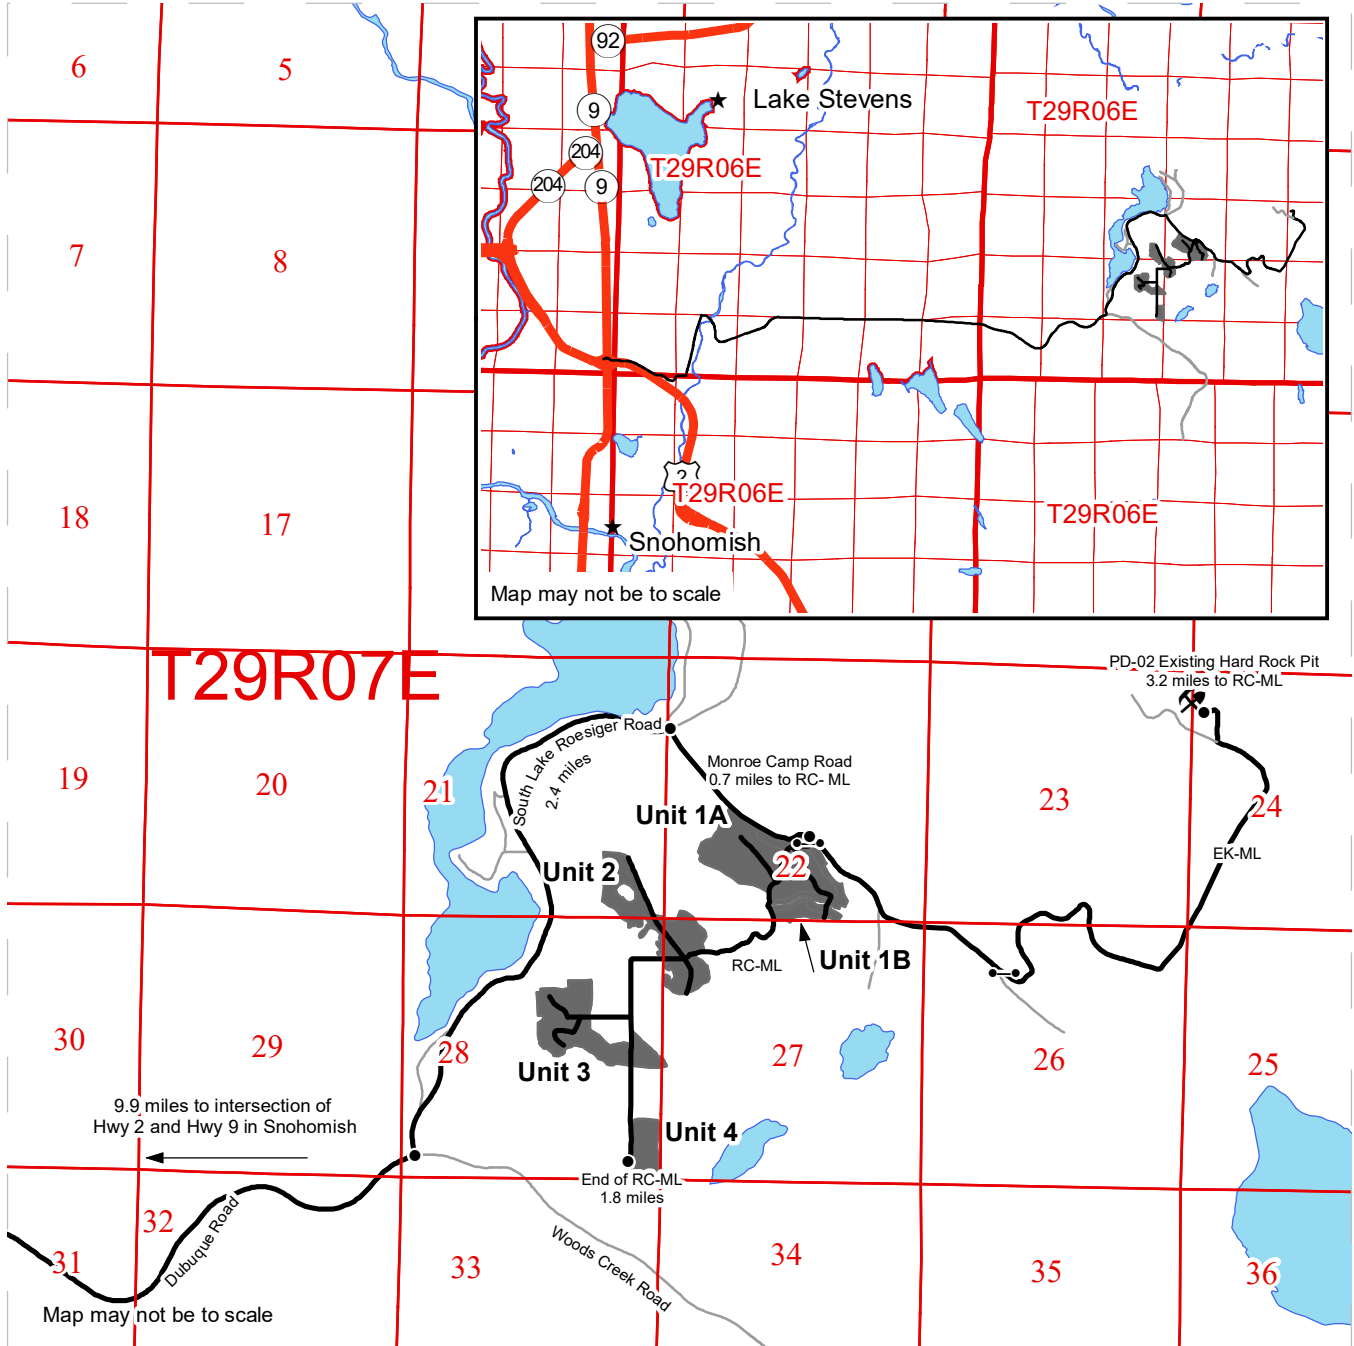 6
5
7
8
18
17
92
9
Lake Stevens
T29R06E
204
T29R06E
204
9
2
T29R06E
T29R06E
Snohomish
Map may not be to scale
T29R07E
PD-02 Existing Hard Rock Pit
3.2 miles to RC-ML
South Lake Roesiger Road
2.4 miles
Monroe Camp Road
0.7 miles to RC- ML
19
20
21
23
24
Unit 1A
22
EK-ML
Unit 2
Unit 1B
RC-ML
30
29
28
27
26
25
Unit 3
9.9 miles to intersection of
Hwy 2 and Hwy 9 in Snohomish
Unit 4
End of RC-ML
1.8 miles
32
Dubuque Road
31
33
Woods Creek Road
34
35
36
Map may not be to scale